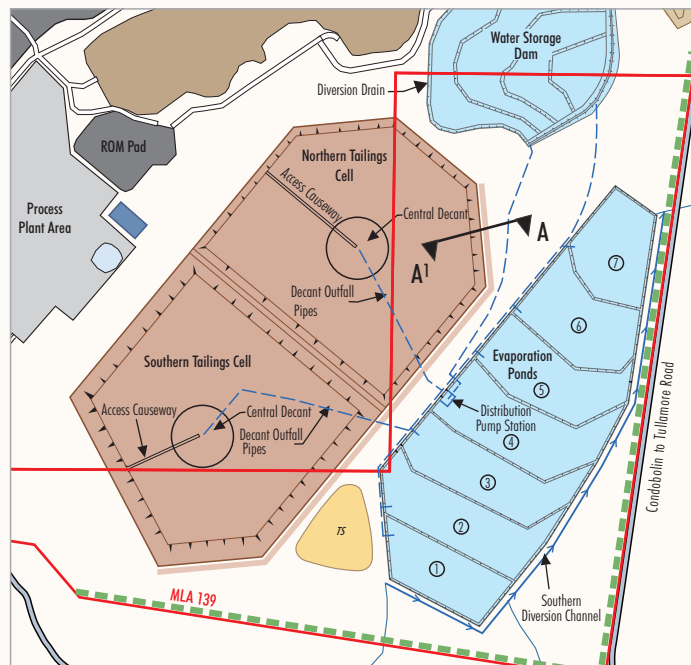 Water Storage
Dam
Diversion Drain
ROM Pad
Northern Tailings
Cell
Access Causeway
Process
Plant Area
Central Decant
A
A1
7
Decant Outfall
Pipes
6
Southern Tailings Cell
Evaporation
Ponds
5
Access Causeway
Central Decant
Decant Outfall
Pipes
Distribution
Pump Station
4
Condobolin to Tullamore Road
3
TS
2
1
MLA 139
Southern
Diversion Channel